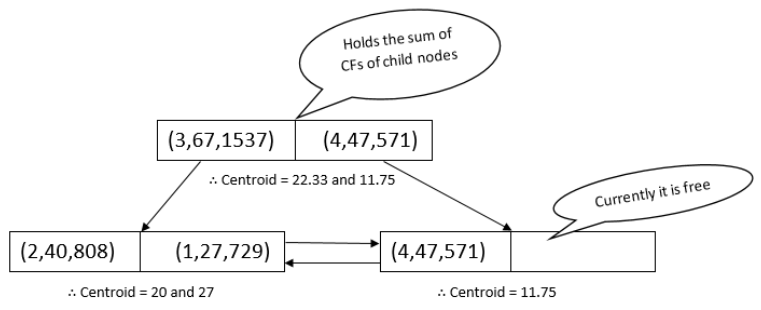 Holds the sum of
CFs of child nodes
(3,67,1537) (4,47,571)
∴ Centroid = 22.33 and 11.75
Currently it is free
(2,40,808) (1,27,729) (4,47,571)
∴ Centroid = 20 and 27 ∴ Centroid = 11.75